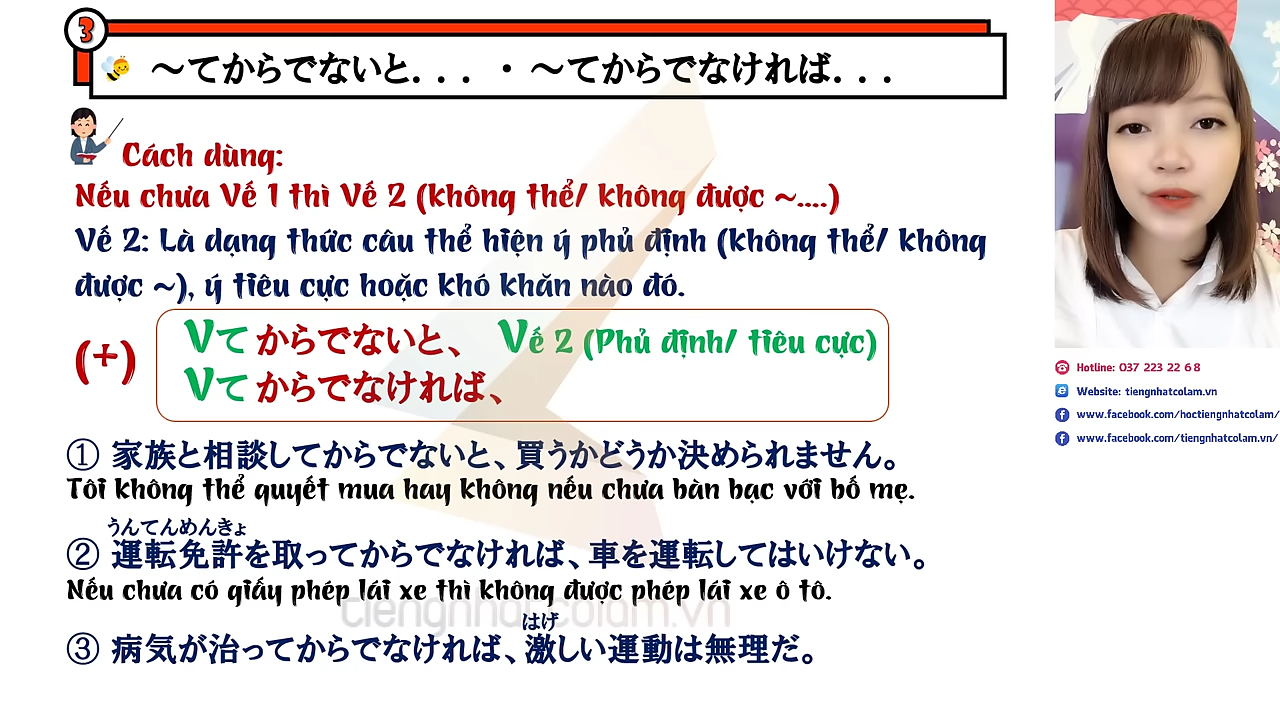 3
～てからでないと... ・ ～てからでなければ...
Cách dùng:
Nếu chưa Vế 1 thì Vế 2 (không thể/ không được ~....)
Vế 2: Là dạng thức câu thể hiện ý phủ định (không thể/ không
được ~), ý tiêu cực hoặc khó khăn nào đó.
(+)
Vて からでないと、 Vế 2 (Phủ định/ tiêu cực)
Vて からでなければ、
① 家族と相談してからでないと、買うかどうか決められません。
Tôi không thể quyết mua hay không nếu chưa bàn bạc với bố mẹ.
うんてんめんきょ
② 運転免許を取ってからでなければ、車を運転してはいけない。
Nếu chưa có giấy phép lái xe thì không được phép lái xe ô tô.
tiengnhatcolam.vn
はげ
③ 病気が治ってからでなければ、激しい運動は無理だ。
Hotline: 037 223 22 68
Website: tiengnhatcolam.vn
www.facebook.com/hoctiengnhatcolam/
www.facebook.com/tiengnhatcolam.vn/